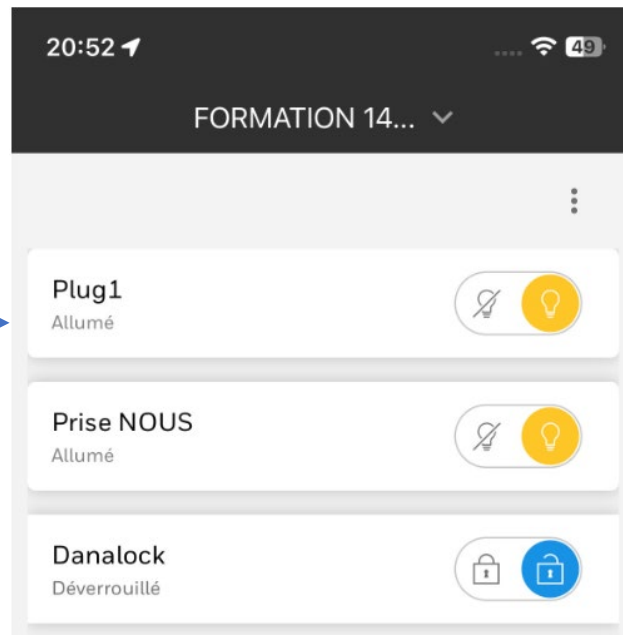 20:52
49
FORMATION 14...
Plug1
Allumé
Prise NOUS
Allumé
Danalock
Déverrouillé